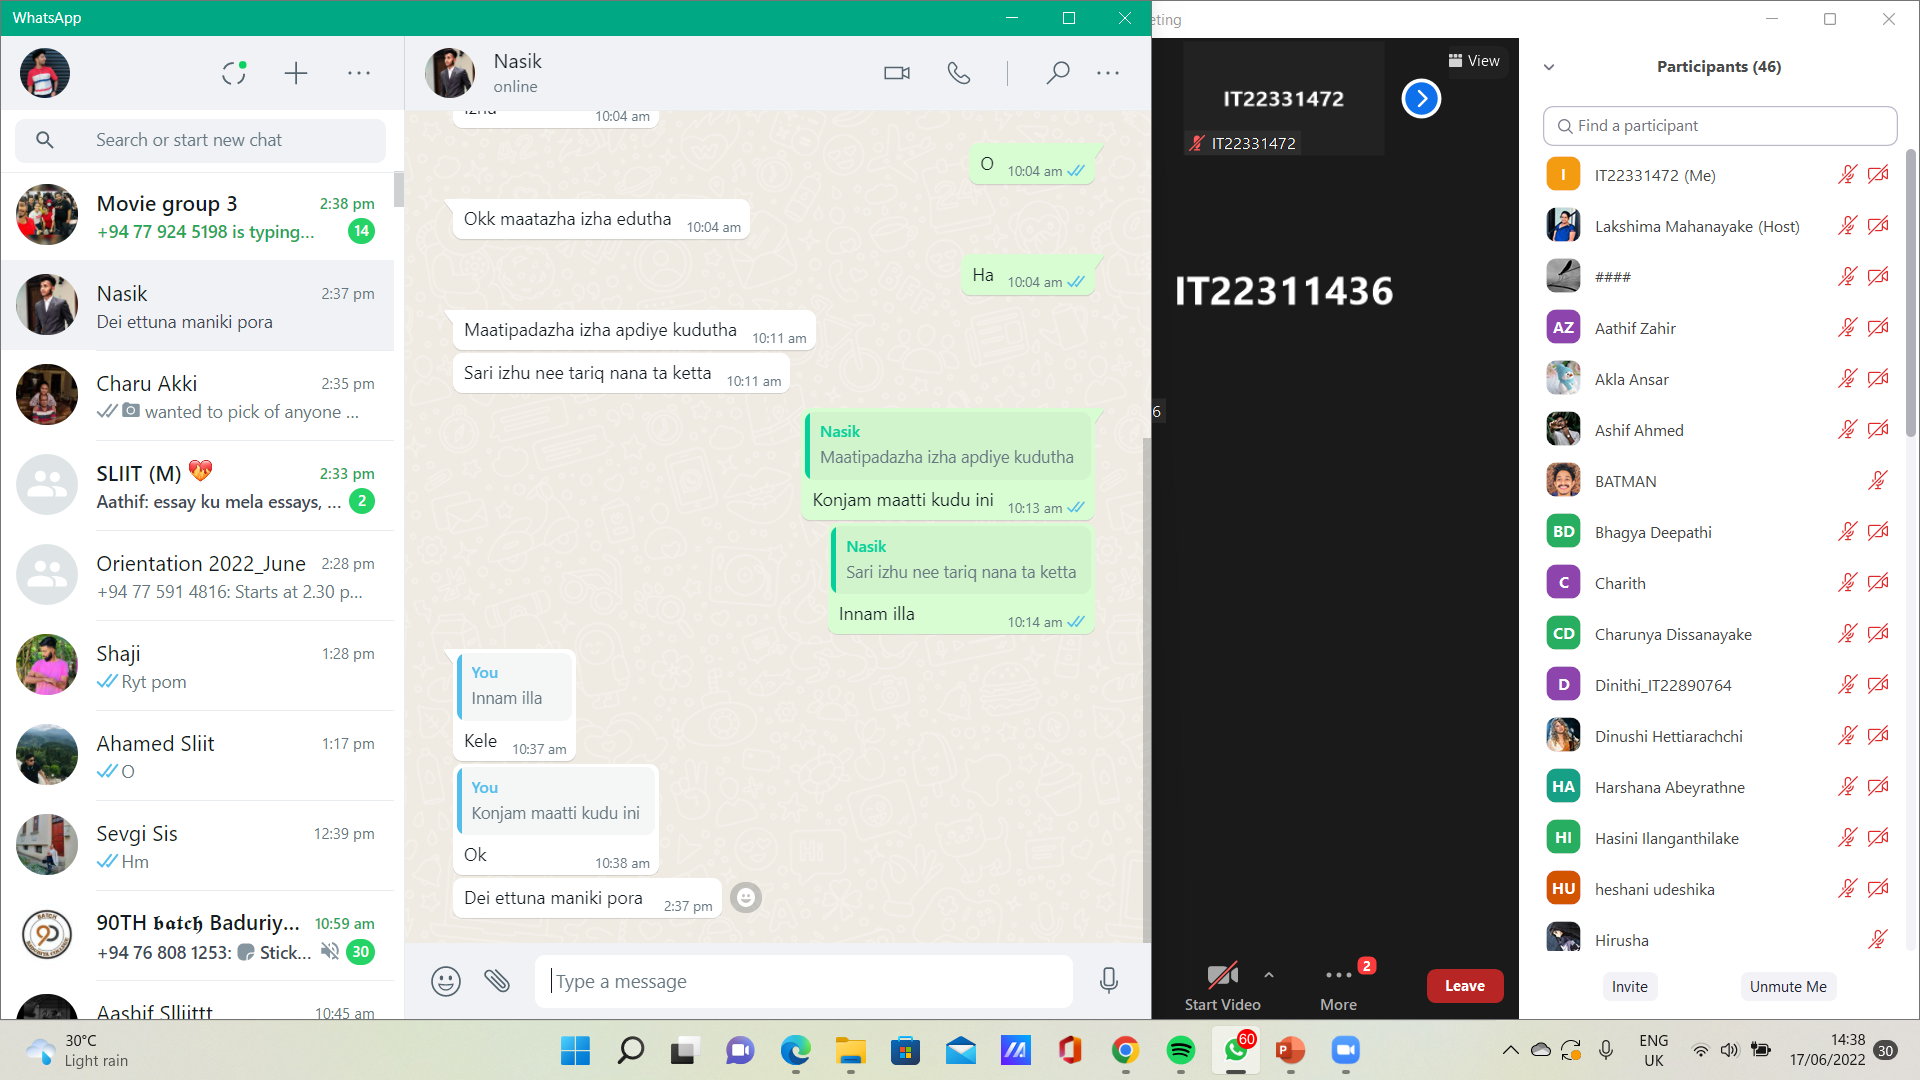 WhatsApp
Search or start new chat
Movie group 3
2:38 pm
+94 77 924 5198 is typing...
14
Nasik
2:37 pm
Dei ettuna maniki pora
Charu Akki
2:35 pm
wanted to pick of anyone ...
SLIIT (M)
2:33 pm
Aathif: essay ku mela essays, ...
2
Orientation 2022_June
2:28 pm
+94 77 591 4816: Starts at 2.30 p...
Shaji
1:28 pm
Ryt pom
Ahamed Sliit
1:17 pm
O
Sevgi Sis
12:39 pm
Hm
90TH 𝖇𝖆𝖙𝖈𝖍 Baduriy...
10:59 am
+94 76 808 1253: Stick...
30
Aashif Slliittt
10:45 am
Nasik
online
10:04 am
O
10:04 am
Okk maatazha izha edutha
10:04 am
Ha
10:04 am
Maatipadazha izha apdiye kudutha
10:11 am
Sari izhu nee tariq nana ta ketta
10:11 am
Nasik
Maatipadazha izha apdiye kudutha
Konjam maatti kudu ini
10:13 am
Nasik
Sari izhu nee tariq nana ta ketta
Innam illa
10:14 am
You
Innam illa
Kele
10:37 am
You
Konjam maatti kudu ini
Ok
10:38 am
Dei ettuna maniki pora
2:37 pm
Type a message
eting
View
IT22331472
IT22331472
IT22311436
6
Start Video
More
2
Leave
Participants (46)
Find a participant
I
IT22331472 (Me)
Lakshima Mahanayake (Host)
####
AZ
Aathif Zahir
Akla Ansar
Ashif Ahmed
BATMAN
BD
Bhagya Deepathi
C
Charith
CD
Charunya Dissanayake
D
Dinithi_IT22890764
Dinushi Hettiarachchi
HA
Harshana Abeyrathne
HI
Hasini Ilanganthilake
HU
heshani udeshika
Hirusha
Invite
Unmute Me
30°C
Light rain
60
ENG
UK
14:38
17/06/2022
30